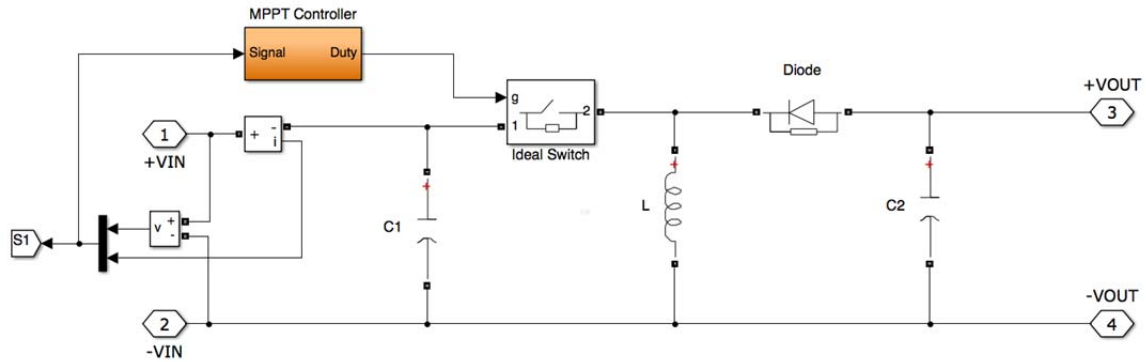 MPPT Controller
Signal Duty
Diode
+VOUT
3
g
1 2
Ideal Switch
1
+VIN
+ - i
v + -
S1
C1
+
L
+
C2
+
2
-VIN
-VOUT
4